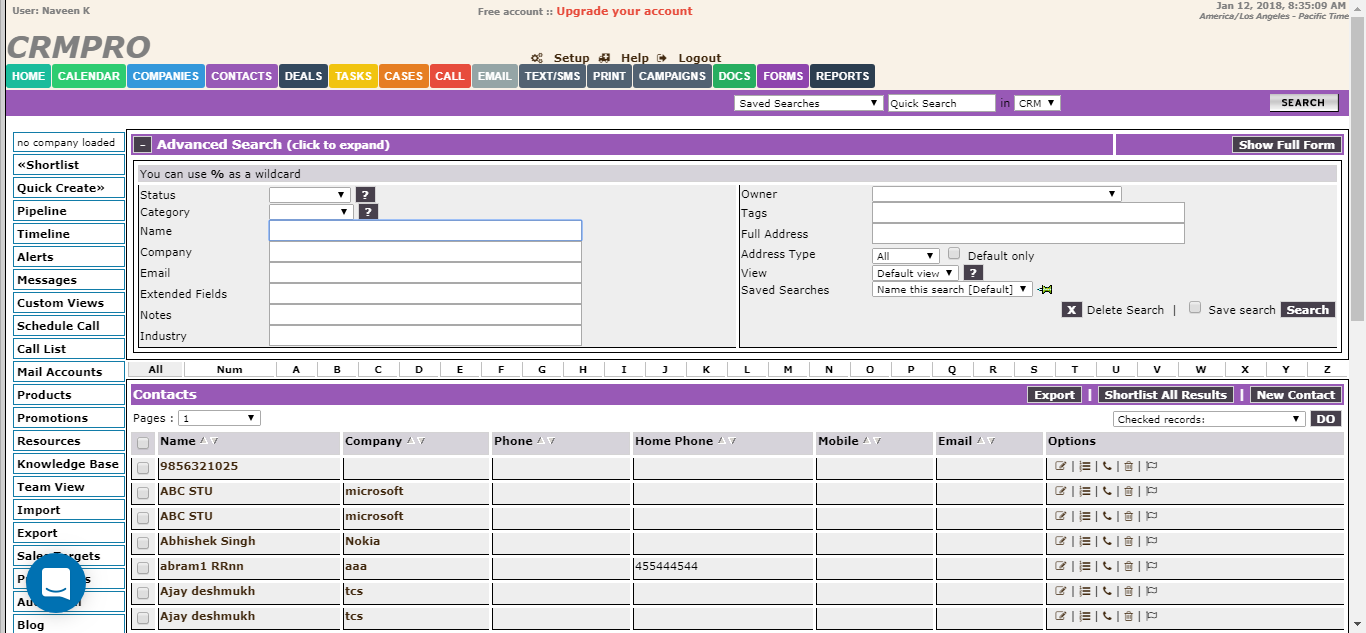 User: Naveen K
Free account :: Upgrade your account
Jan 12, 2018, 8:35:09 AM
America/Los Angeles - Pacific Time
CRMPRO
Setup Help Logout
HOME CALENDAR COMPANIES CONTACTS DEALS TASKS CASES CALL EMAIL TEXT/SMS PRINT CAMPAIGNS DOCS FORMS REPORTS
Saved Searches Quick Search in CRM SEARCH
no company loaded
«Shortlist
Quick Create»
Pipeline
Timeline
Alerts
Messages
Custom Views
Schedule Call
Call List
Mail Accounts
Products
Promotions
Resources
Knowledge Base
Team View
Import
Export
Sales Targets
Blog
- Advanced Search (click to expand) Show Full Form
You can use % as a wildcard
Status ?
Category ?
Name
Company
Email
Extended Fields
Notes
Industry
Owner
Tags
Full Address
Address Type All Default only
View Default view ?
Saved Searches Name this search [Default]
X Delete Search | Save search Search
All Num A B C D E F G H I J K L M N O P Q R S T U V W X Y Z
Contacts Export | Shortlist All Results | New Contact
Pages : 1 Checked records: DO
Name Company Phone Home Phone Mobile Email Options
9856321025
ABC STU microsoft
ABC STU microsoft
Abhishek Singh Nokia
abram1 RRnn aaa 455444544
Ajay deshmukh tcs
Ajay deshmukh tcs